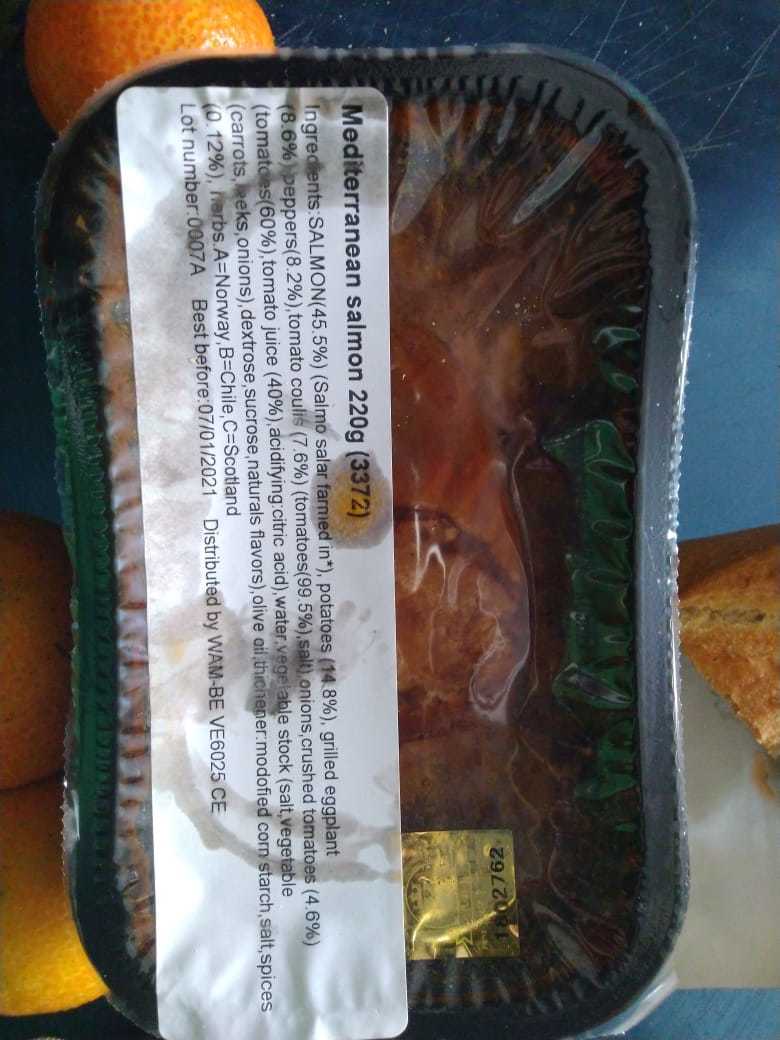 Mediterranean salmon 220g (3372)
Ingredients:SALMON(45.5%) (Salmo salar farmed in*), potatoes (14.8%), grilled eggplant
(8.6%) peppers(8.2%),tomato coulis (7.6%) (tomatoes(99.5%),salt),onions,crushed tomatoes (4.6%)
(tomatoes(60%),tomato juice (40%),acidifying:citric acid),water,vegetable stock (salt,vegetable
(carrots,leeks,onions),dextrose,sucrose,naturals flavors),olive oil,thichener:modofied corn starch,salt,spices
(0.12%), herbs.A=Norway,B=Chile,C=Scotland
Lot number:0007A Best before:07/01/2021 Distributed by WAM-BE VE6025 CE